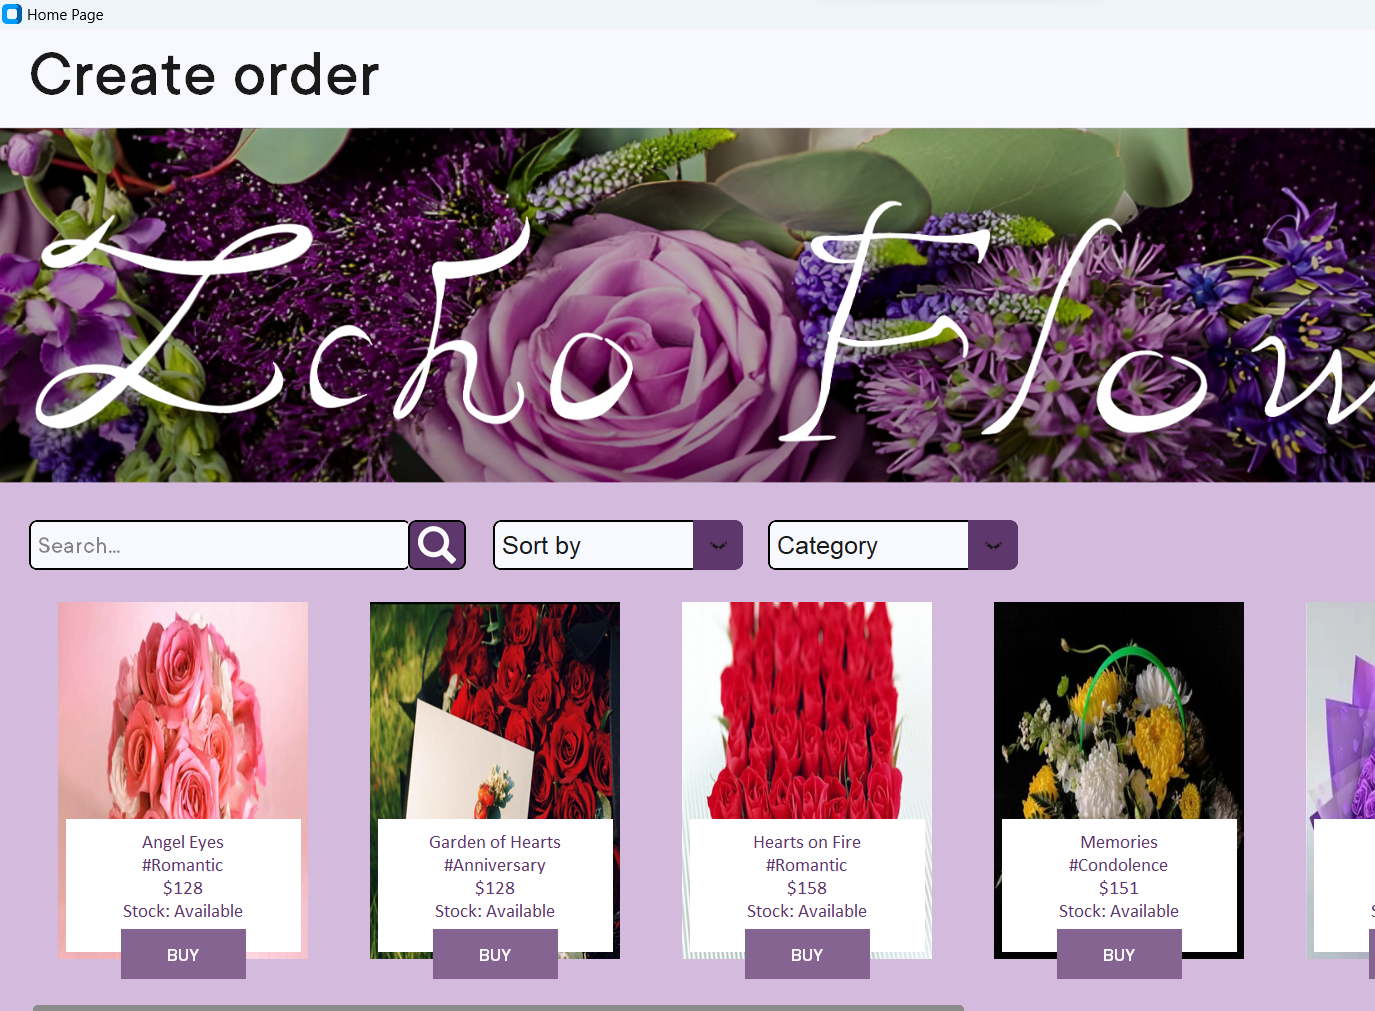 Home Page
Create order
Echo Flow
Search...
Sort by
Category
Angel Eyes
#Romantic
$128
Stock: Available
BUY
Garden of Hearts
#Anniversary
$128
Stock: Available
BUY
Hearts on Fire
#Romantic
$158
Stock: Available
BUY
Memories
#Condolence
$151
Stock: Available
BUY